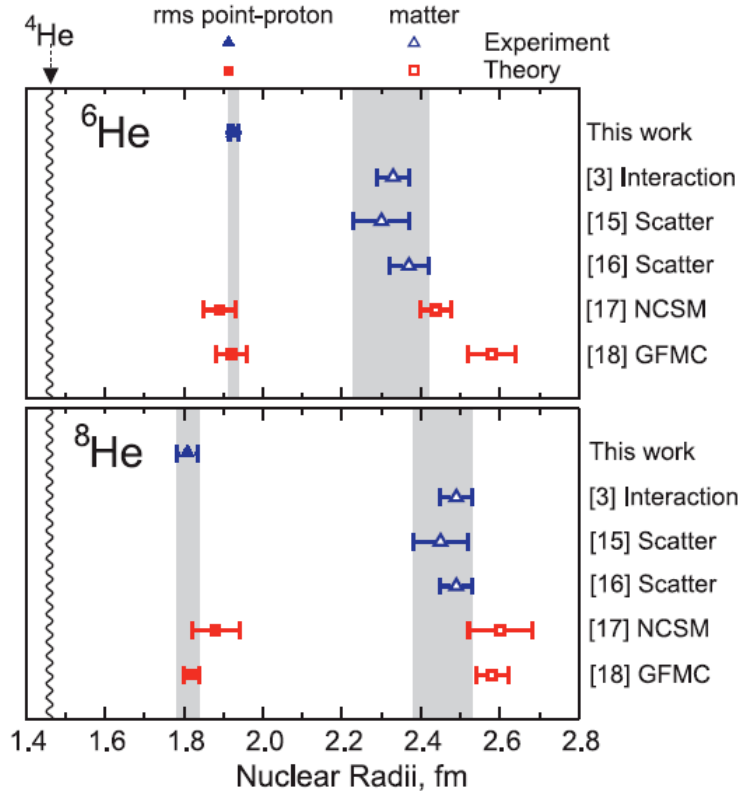 rms point-proton matter
⁴He
Experiment
Theory
⁶He
This work
[3] Interaction
[15] Scatter
[16] Scatter
[17] NCSM
[18] GFMC
⁸He
This work
[3] Interaction
[15] Scatter
[16] Scatter
[17] NCSM
[18] GFMC
1.4 1.6 1.8 2.0 2.2 2.4 2.6 2.8
Nuclear Radii, fm